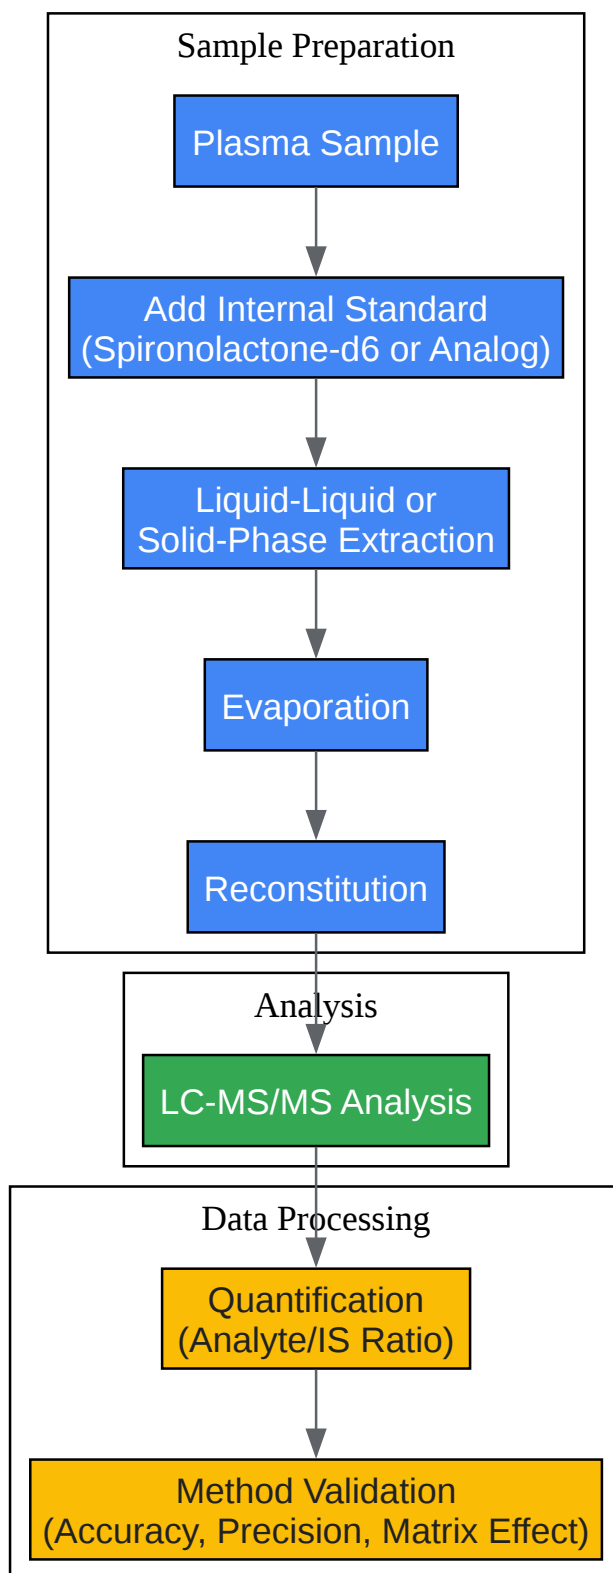 Sample Preparation
Plasma Sample
Add Internal Standard
(Spironolactone-d6 or Analog)
Liquid-Liquid or
Solid-Phase Extraction
Evaporation
Reconstitution
Analysis
LC-MS/MS Analysis
Data Processing
Quantification
(Analyte/IS Ratio)
Method Validation
(Accuracy, Precision, Matrix Effect)